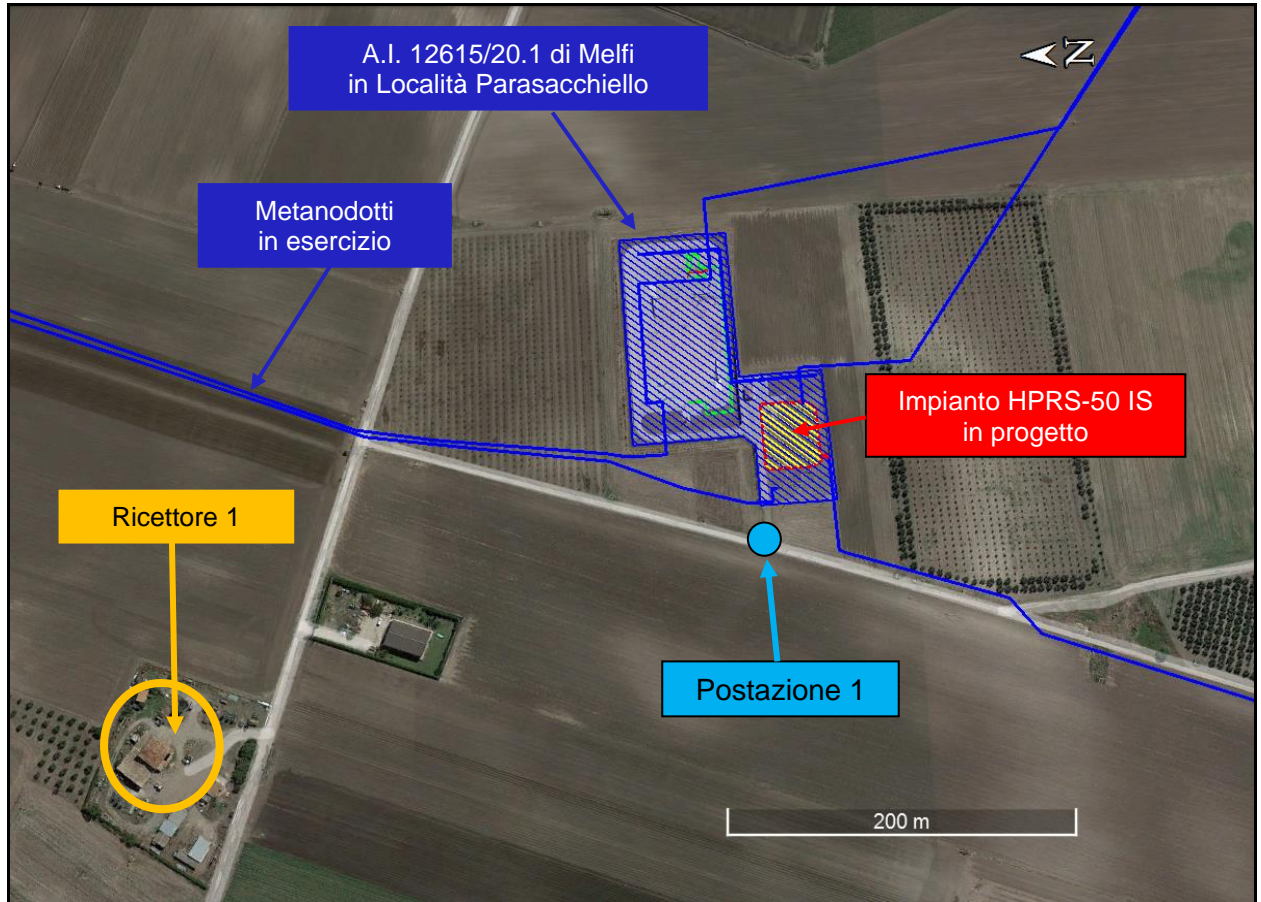 A.I. 12615/20.1 di Melfi
in Località Parasacchiello
N
Metanodotti
in esercizio
Impianto HPRS-50 IS
in progetto
Ricettore 1
Postazione 1
200 m